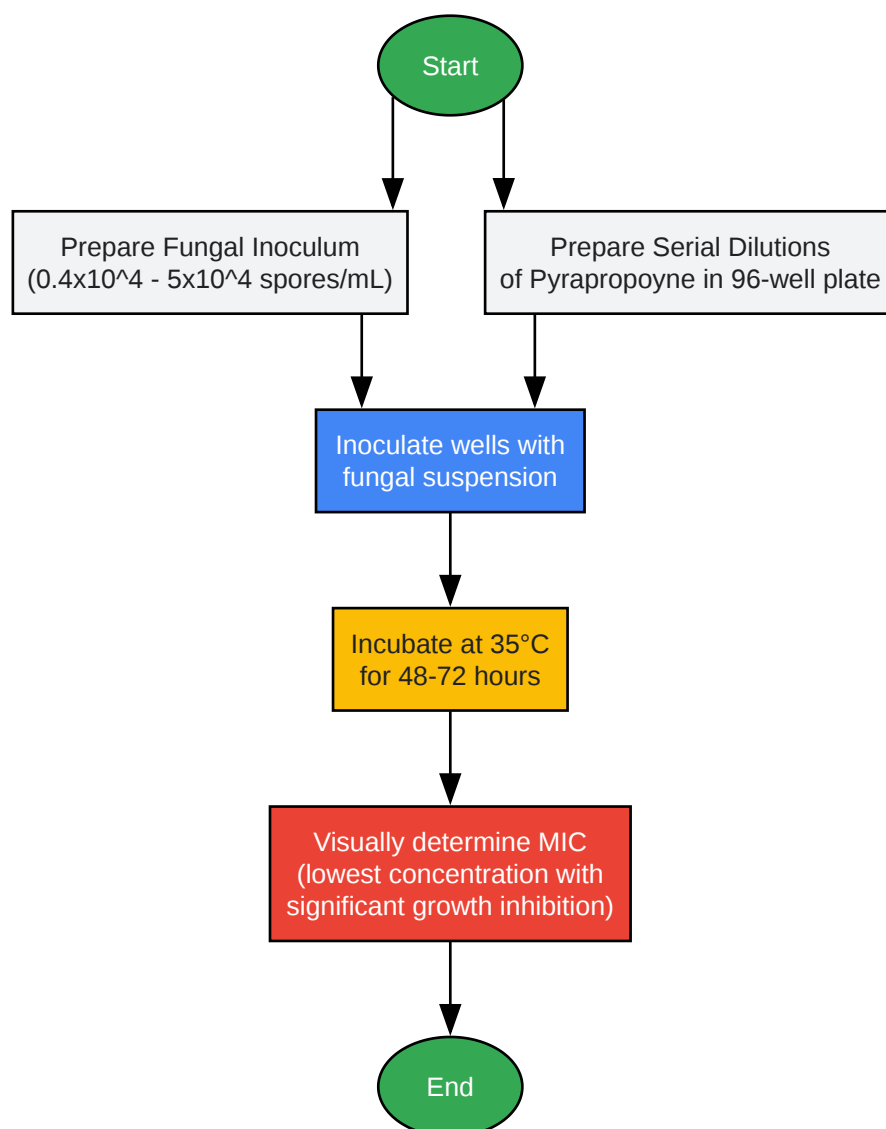 Start
Prepare Fungal Inoculum
(0.4x10^4 - 5x10^4 spores/mL)
Prepare Serial Dilutions
of Pyrapropoyne in 96-well plate
Inoculate wells with
fungal suspension
Incubate at 35°C
for 48-72 hours
Visually determine MIC
(lowest concentration with
significant growth inhibition)
End